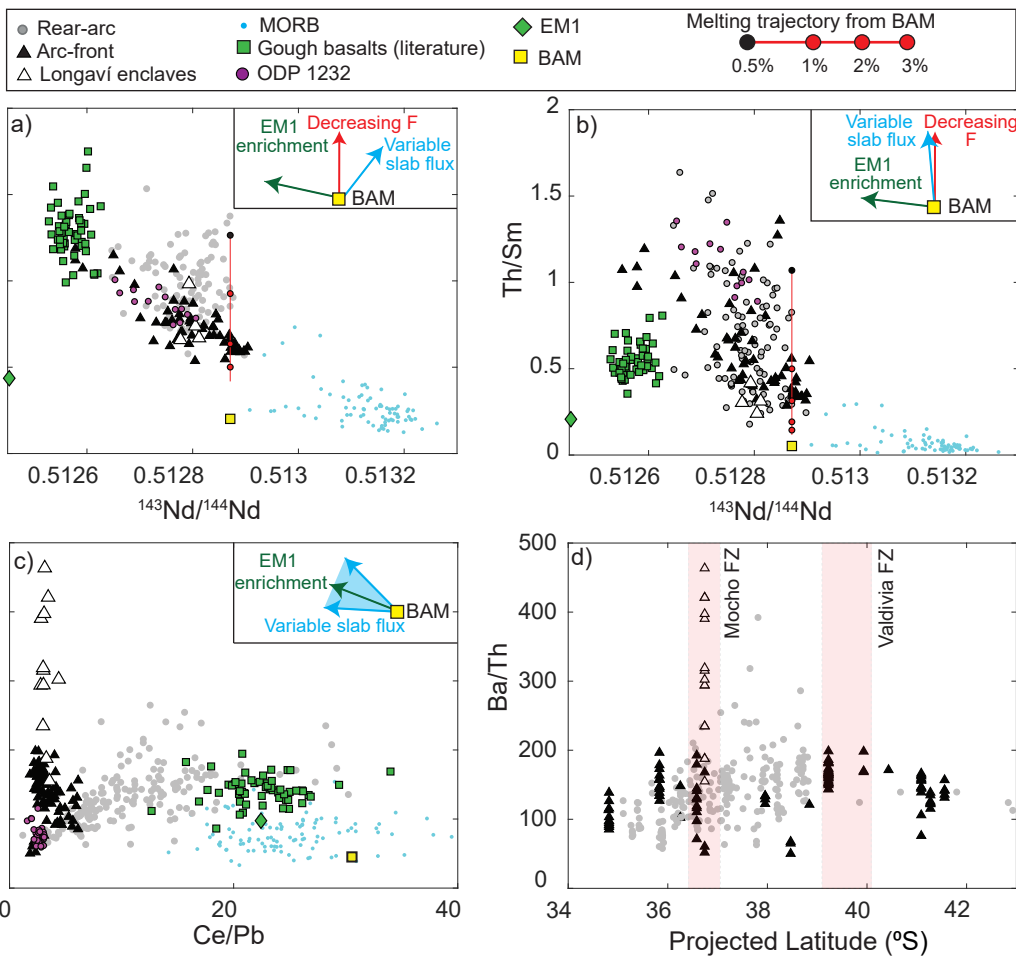 Rear-arc
Arc-front
Longaví enclaves
MORB
Gough basalts (literature)
ODP 1232
EM1
BAM
Melting trajectory from BAM
0.5%
1%
2%
3%
a)
EM1
enrichment
Decreasing F
Variable
slab flux
BAM
0.5126
0.5128
0.513
0.5132
¹⁴³Nd/¹⁴⁴Nd
b)
Variable
slab flux
Decreasing
F
EM1
enrichment
BAM
2
1.5
1
0.5
0
Th/Sm
0.5126
0.5128
0.513
0.5132
¹⁴³Nd/¹⁴⁴Nd
c)
EM1
enrichment
BAM
Variable slab flux
0
20
40
Ce/Pb
d)
Mocho FZ
Valdivia FZ
500
400
300
200
100
0
Ba/Th
34
36
38
40
42
Projected Latitude (ºS)